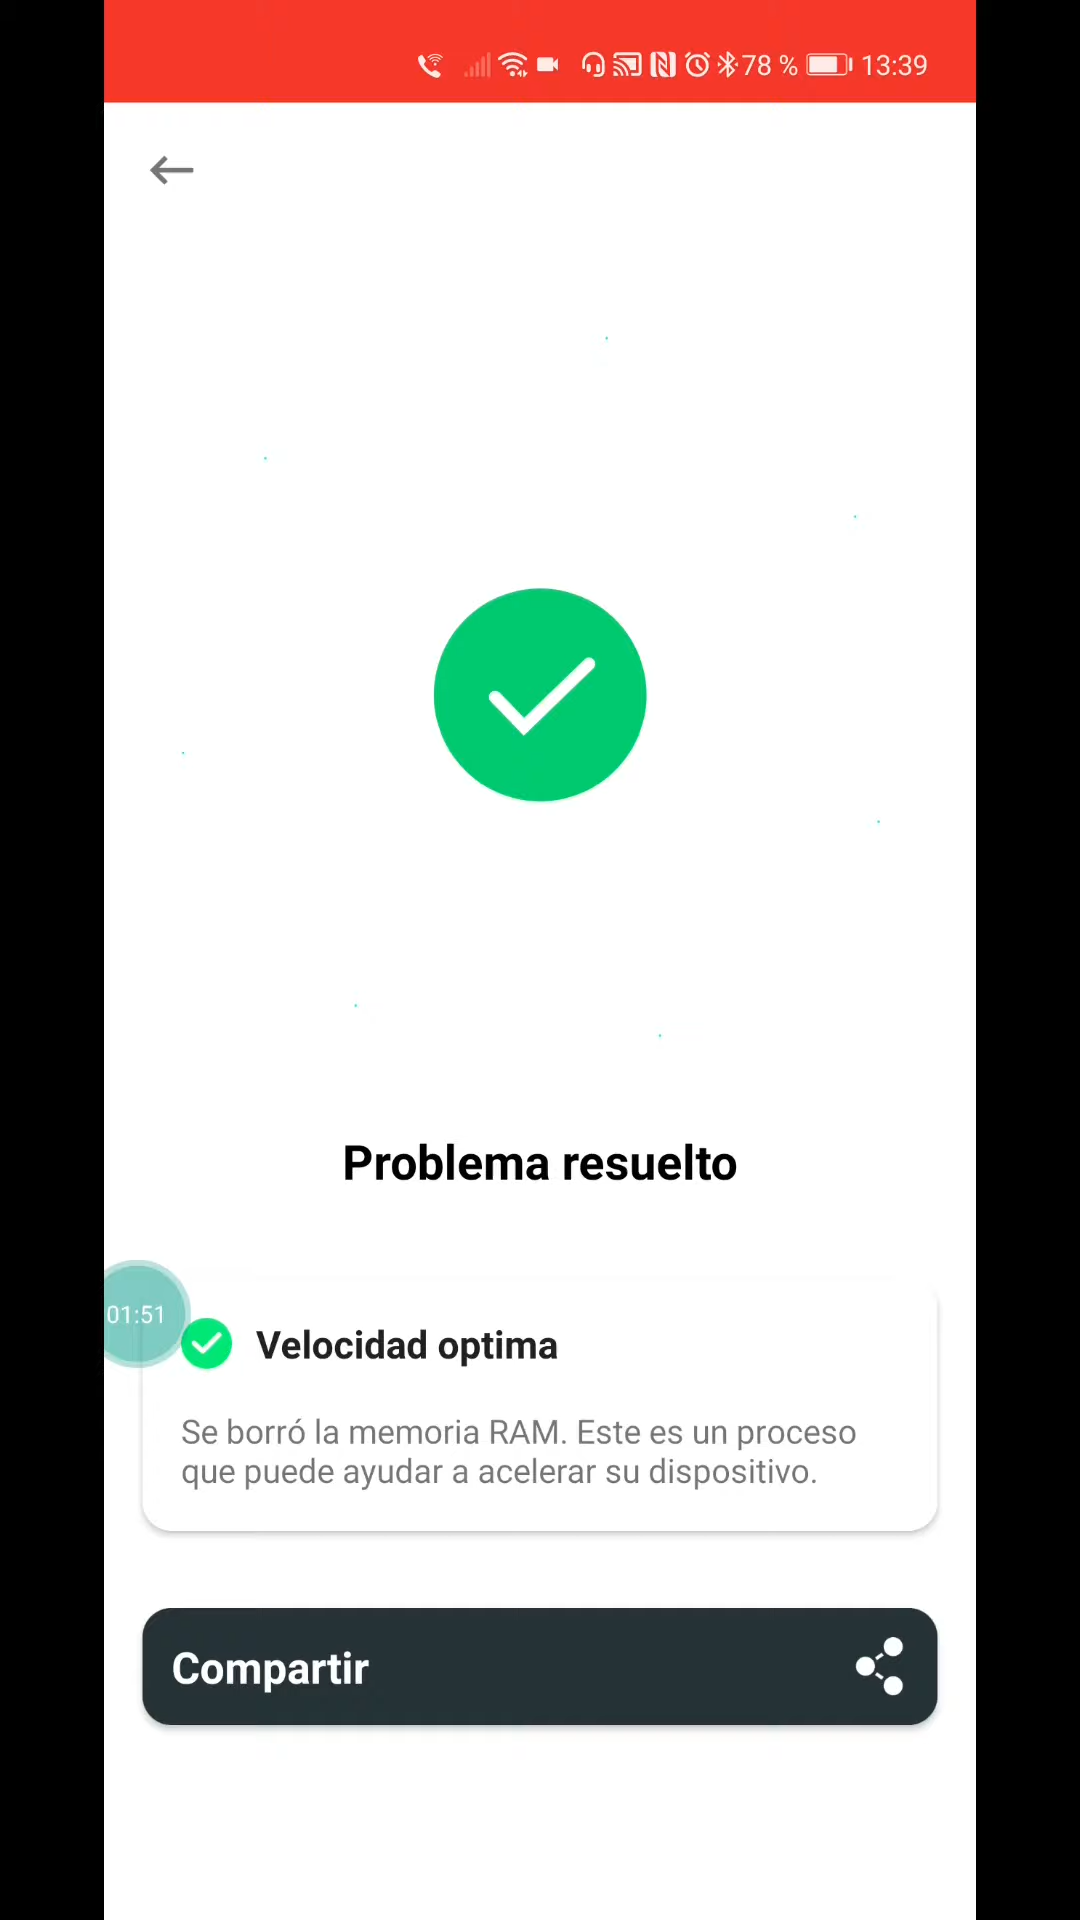 78 % 13:39
Problema resuelto
01:51
Velocidad optima
Se borró la memoria RAM. Este es un proceso
que puede ayudar a acelerar su dispositivo.
Compartir